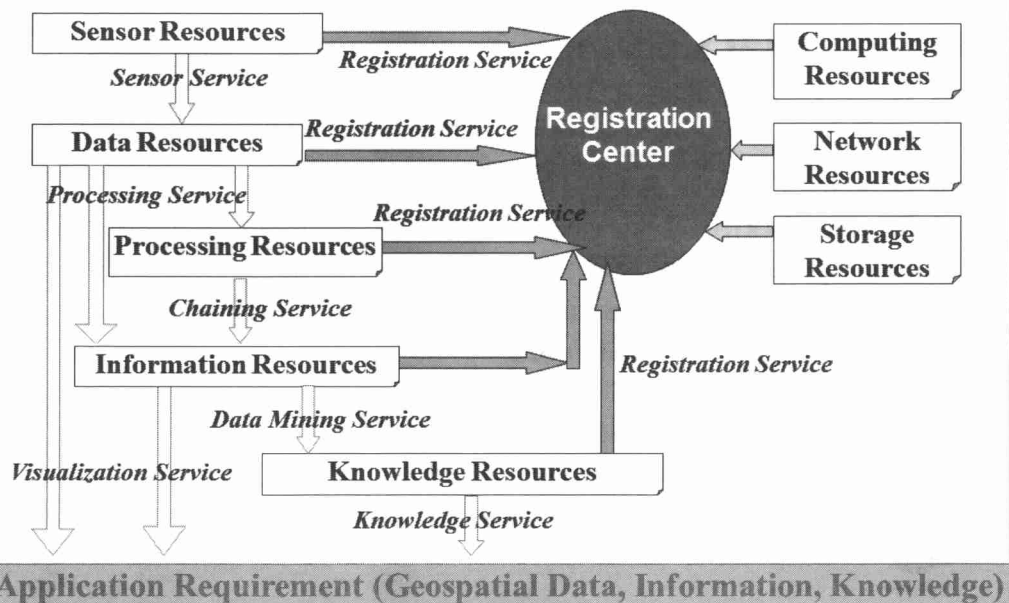 Sensor Resources
Registration Service
Sensor Service
Computing
Resources
Data Resources
Registration Service
Registration
Center
Network
Resources
Processing Service
Registration Service
Processing Resources
Storage
Resources
Chaining Service
Information Resources
Registration Service
Data Mining Service
Visualization Service
Knowledge Resources
Knowledge Service
Application Requirement (Geospatial Data, Information, Knowledge)